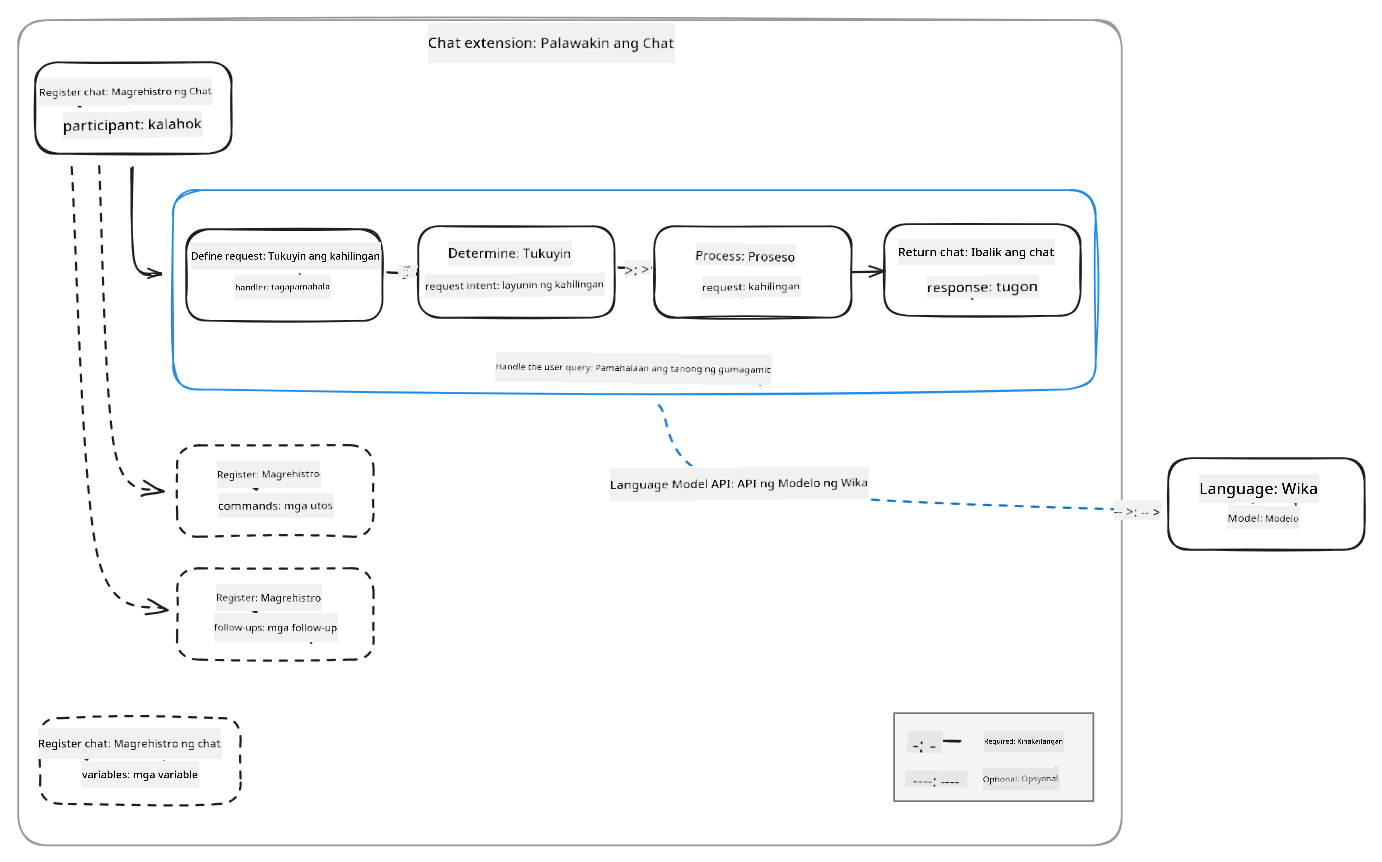 Chat extension: Palawakin ang Chat
Register chat: Magrehistro ng Chat
participant: kalahok
Define request: Tukuyin ang kahilingan
handler: tagapamahala
Determine: Tukuyin
request intent: layunin ng kahilingan
>: >
Process: Proseso
request: kahilingan
Return chat: Ibalik ang chat
response: tugon
Handle the user query: Pamahalaan ang tanong ng gumagamit
Language Model API: API ng Modelo ng Wika
-- >: -- >
Language: Wika
Model: Modelo
Register: Magrehistro
commands: mga utos
Register: Magrehistro
follow-ups: mga follow-up
Register chat: Magrehistro ng chat
variables: mga variable
-: -
Required: Kinakailangan
----: ----
Optional: Opsyonal